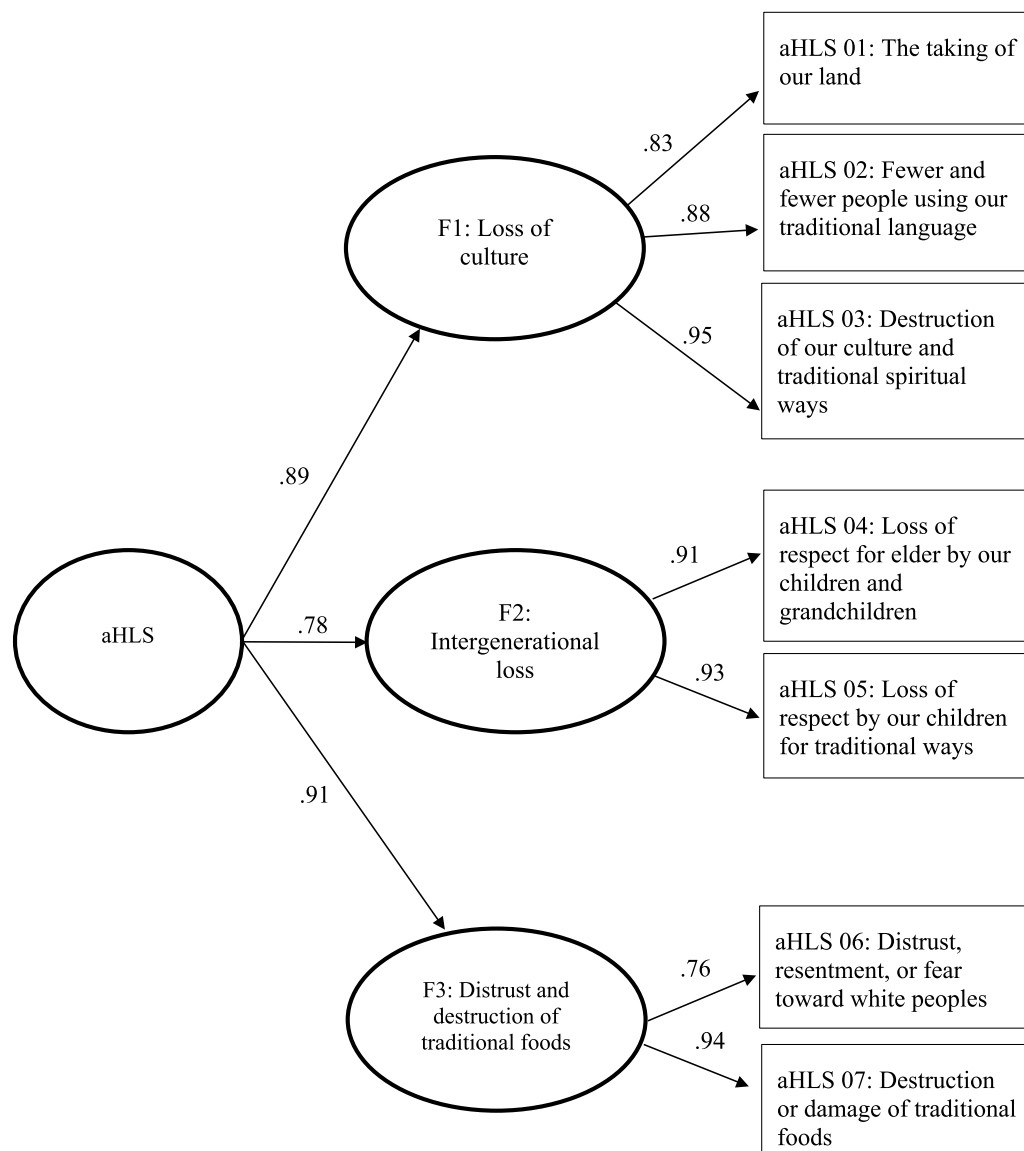 aHLS 01: The taking of
our land
.83
aHLS 02: Fewer and
fewer people using our
traditional language
.88
F1: Loss of
culture
aHLS 03: Destruction
of our culture and
traditional spiritual
ways
.95
.89
aHLS 04: Loss of
respect for elder by our
children and
grandchildren
.91
aHLS
.78
F2:
Intergenerational
loss
.93
aHLS 05: Loss of
respect by our children
for traditional ways
.91
aHLS 06: Distrust,
resentment, or fear
toward white peoples
.76
F3: Distrust and
destruction of
traditional foods
.94
aHLS 07: Destruction
or damage of traditional
foods